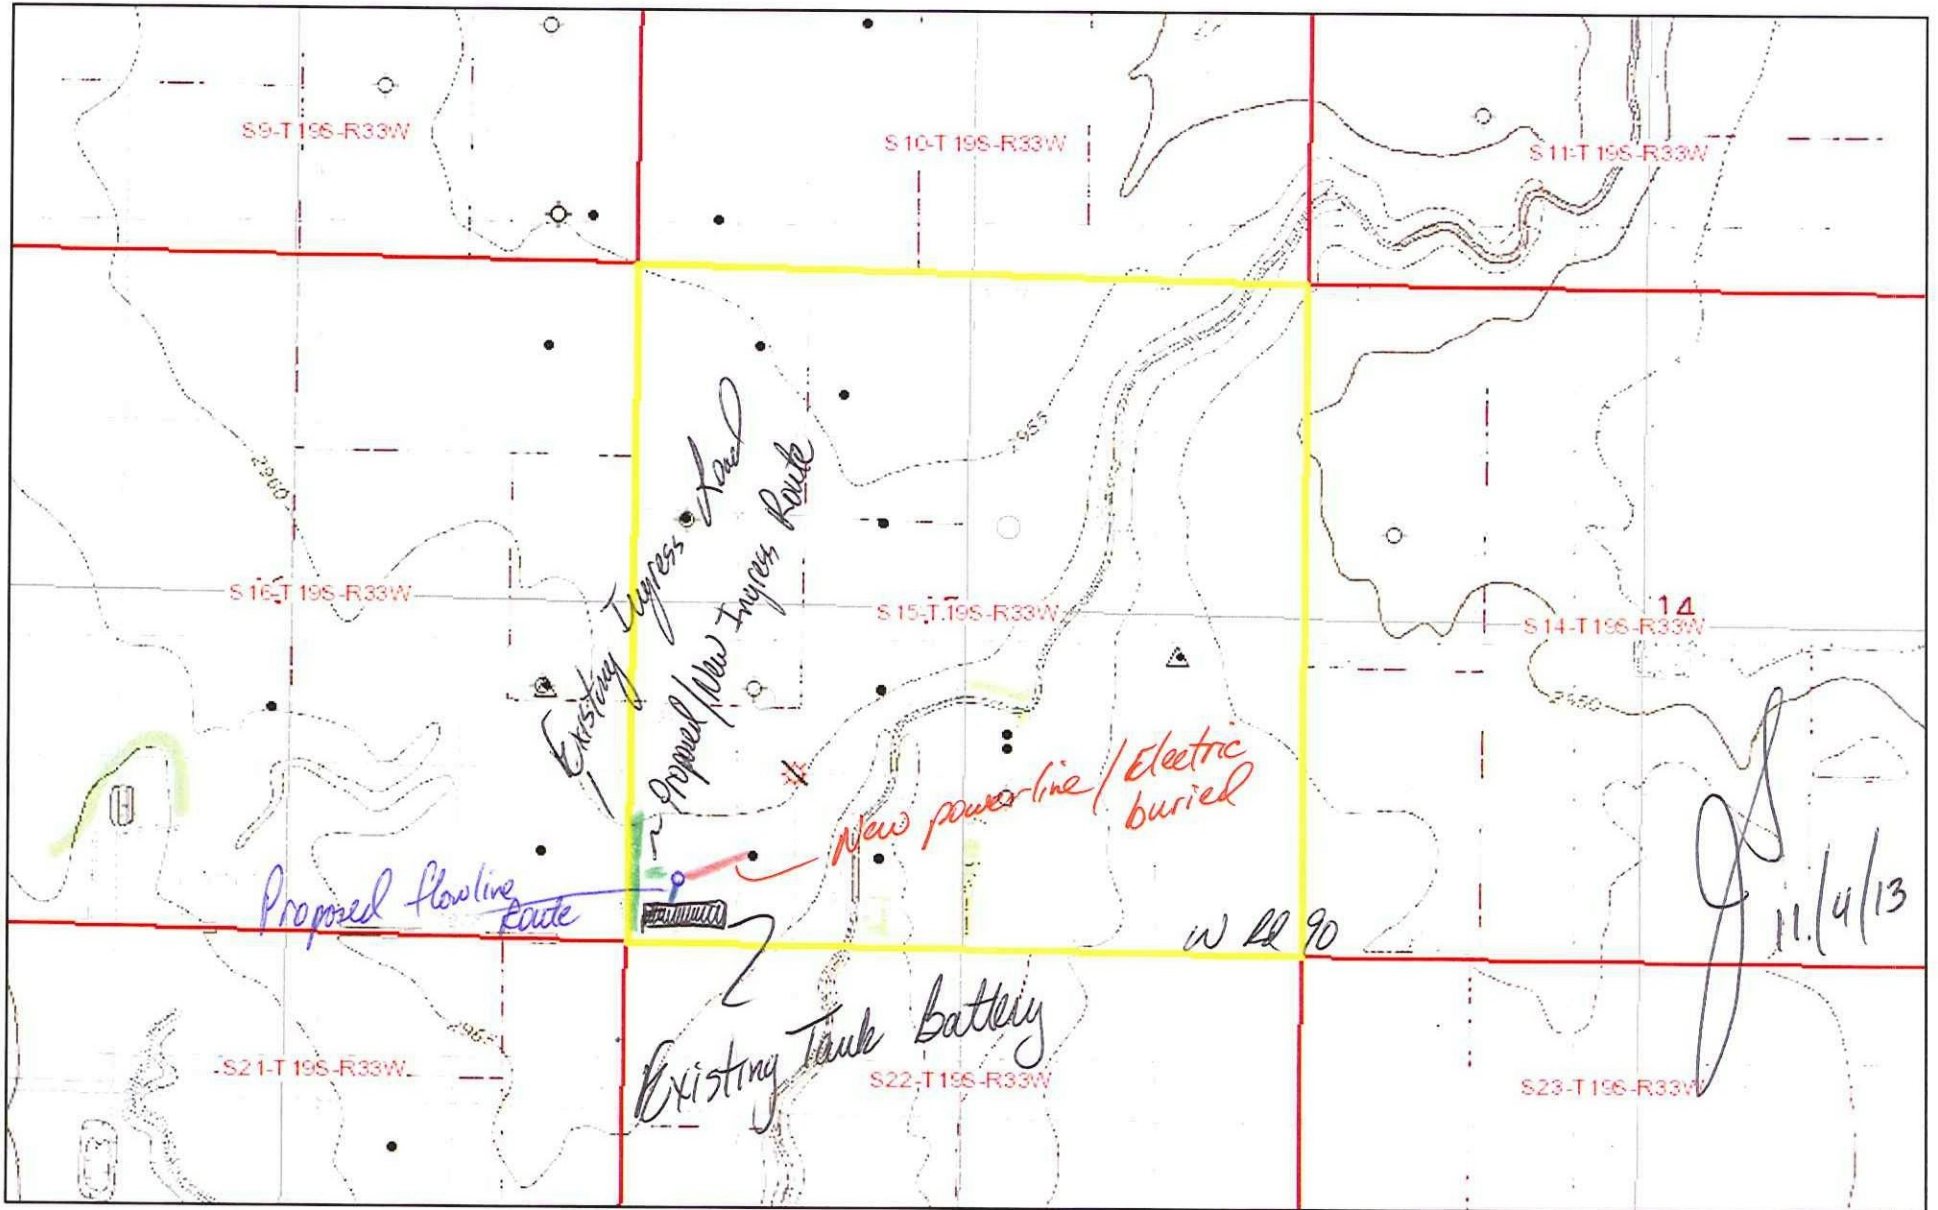 S9-T19S-R33W
S10-T19S-R33W
S11-T19S-R33W
2960
Existing Ingress
Proposed/New Ingress Route
S16-T19S-R33W
S15-T19S-R33W
14
S14-T19S-R33W
New powerline/Electric
buried
Proposed flowline
Route
W Rd 90
11/4/13
Existing Tank Battery
S21-T19S-R33W
S22-T19S-R33W
S23-T19S-R33W